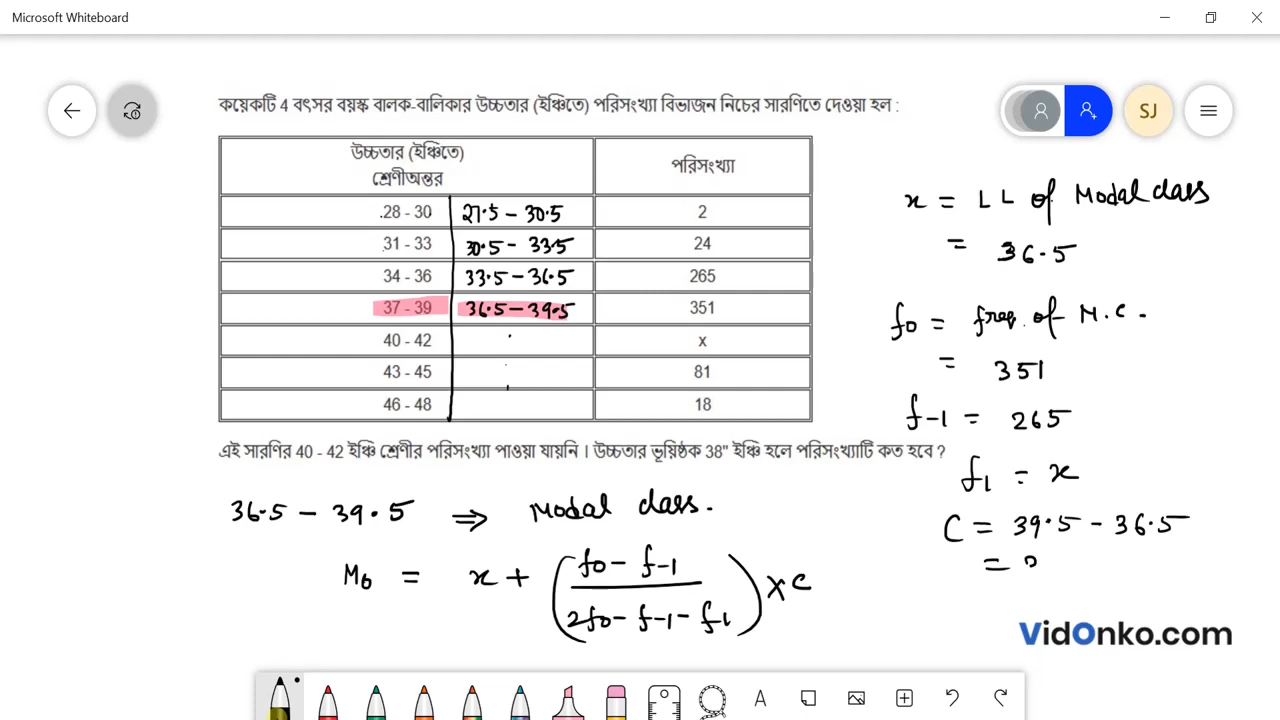 Microsoft Whiteboard
SJ
কয়েকটি 4 বৎসর বয়স্ক বালক-বালিকার উচ্চতার (ইঞ্চিতে) পরিসংখ্যা বিভাজন নিচের সারণিতে দেওয়া হল :
উচ্চতার (ইঞ্চিতে)
শ্রেণীঅন্তর পরিসংখ্যা
28 - 30 27.5 - 30.5 2
31 - 33 30.5 - 33.5 24
34 - 36 33.5 - 36.5 265
37 - 39 36.5 - 39.5 351
40 - 42 x
43 - 45 81
46 - 48 18
এই সারণির 40 - 42 ইঞ্চি শ্রেণীর পরিসংখ্যা পাওয়া যায়নি । উচ্চতার ভূয়িষ্ঠক 38" ইঞ্চি হলে পরিসংখ্যাটি কত হবে ?
36.5 - 39.5 ⇒ Modal class.
M0 = x + (f0 - f-1 / 2f0 - f-1 - f1) × C
x = LL of Modal class
= 36.5
f0 = freq. of M.C.
= 351
f-1 = 265
f1 = x
C = 39.5 - 36.5
=
VidOnko.com
A